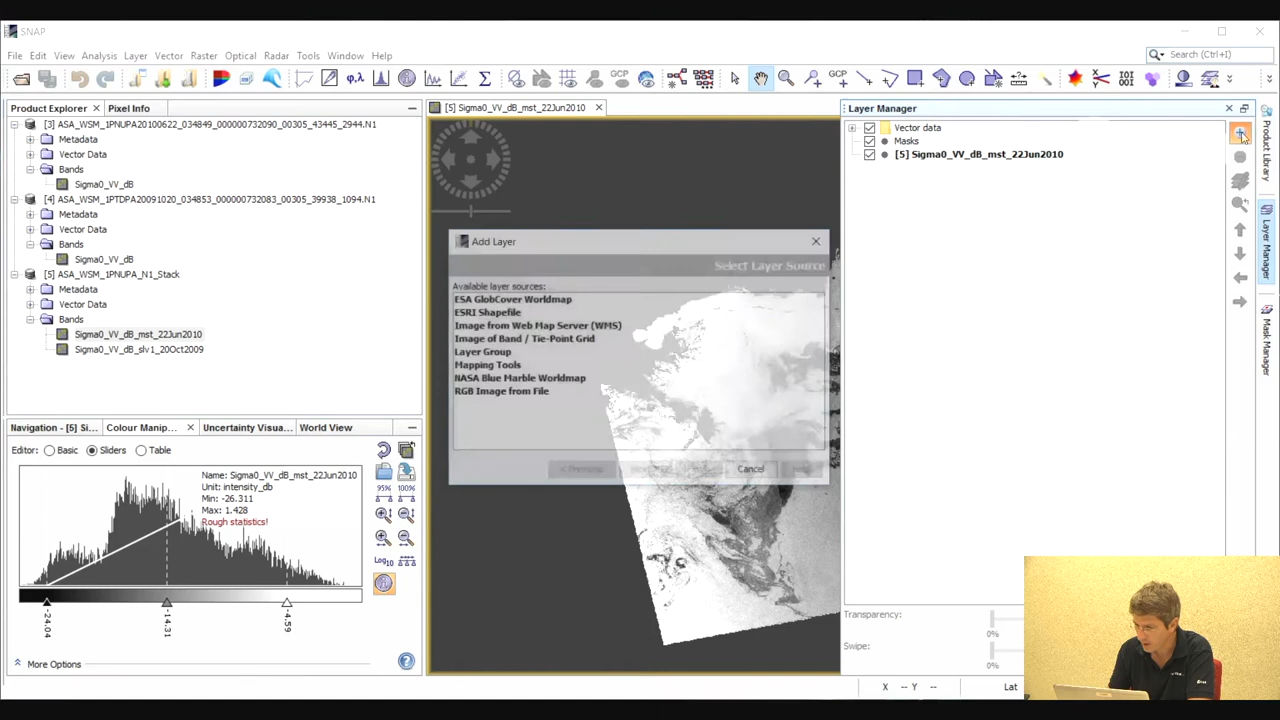 SNAP
File Edit View Analysis Layer Vector Raster Optical Radar Tools Window Help
Search (Ctrl+I)
φ,λ
Σ
GCP
GCP
Product Explorer
Pixel Info
[3] ASA_WSM_1PNUPA20100622_034849_000000732090_00305_43445_2944.N1
Metadata
Vector Data
Bands
Sigma0_VV_dB
[4] ASA_WSM_1PTDPA20091020_034853_000000732083_00305_39938_1094.N1
Metadata
Vector Data
Bands
Sigma0_VV_dB
[5] ASA_WSM_1PNUPA_N1_Stack
Metadata
Vector Data
Bands
Sigma0_VV_dB_mst_22Jun2010
Sigma0_VV_dB_slv1_20Oct2009
[5] Sigma0_VV_dB_mst_22Jun2010
Add Layer
Select Layer Source
Available layer sources:
ESA GlobCover Worldmap
ESRI Shapefile
Image from Web Map Server (WMS)
Image of Band / Tie-Point Grid
Layer Group
Mapping Tools
NASA Blue Marble Worldmap
RGB Image from File
< Previous
Cancel
Layer Manager
Vector data
Masks
[5] Sigma0_VV_dB_mst_22Jun2010
Product Library
Layer Manager
Mask Manager
Navigation - [5] Si...
Colour Manip...
Uncertainty Visua...
World View
Editor: Basic Sliders Table
Name: Sigma0_VV_dB_mst_22Jun2010
Unit: intensity_db
Min: -26.311
Max: 1.428
Rough statistics!
95%
100%
Log10
-24.04
-14.31
-4.59
More Options
Transparency:
0%
Swipe:
0%
X -- Y --
Lat